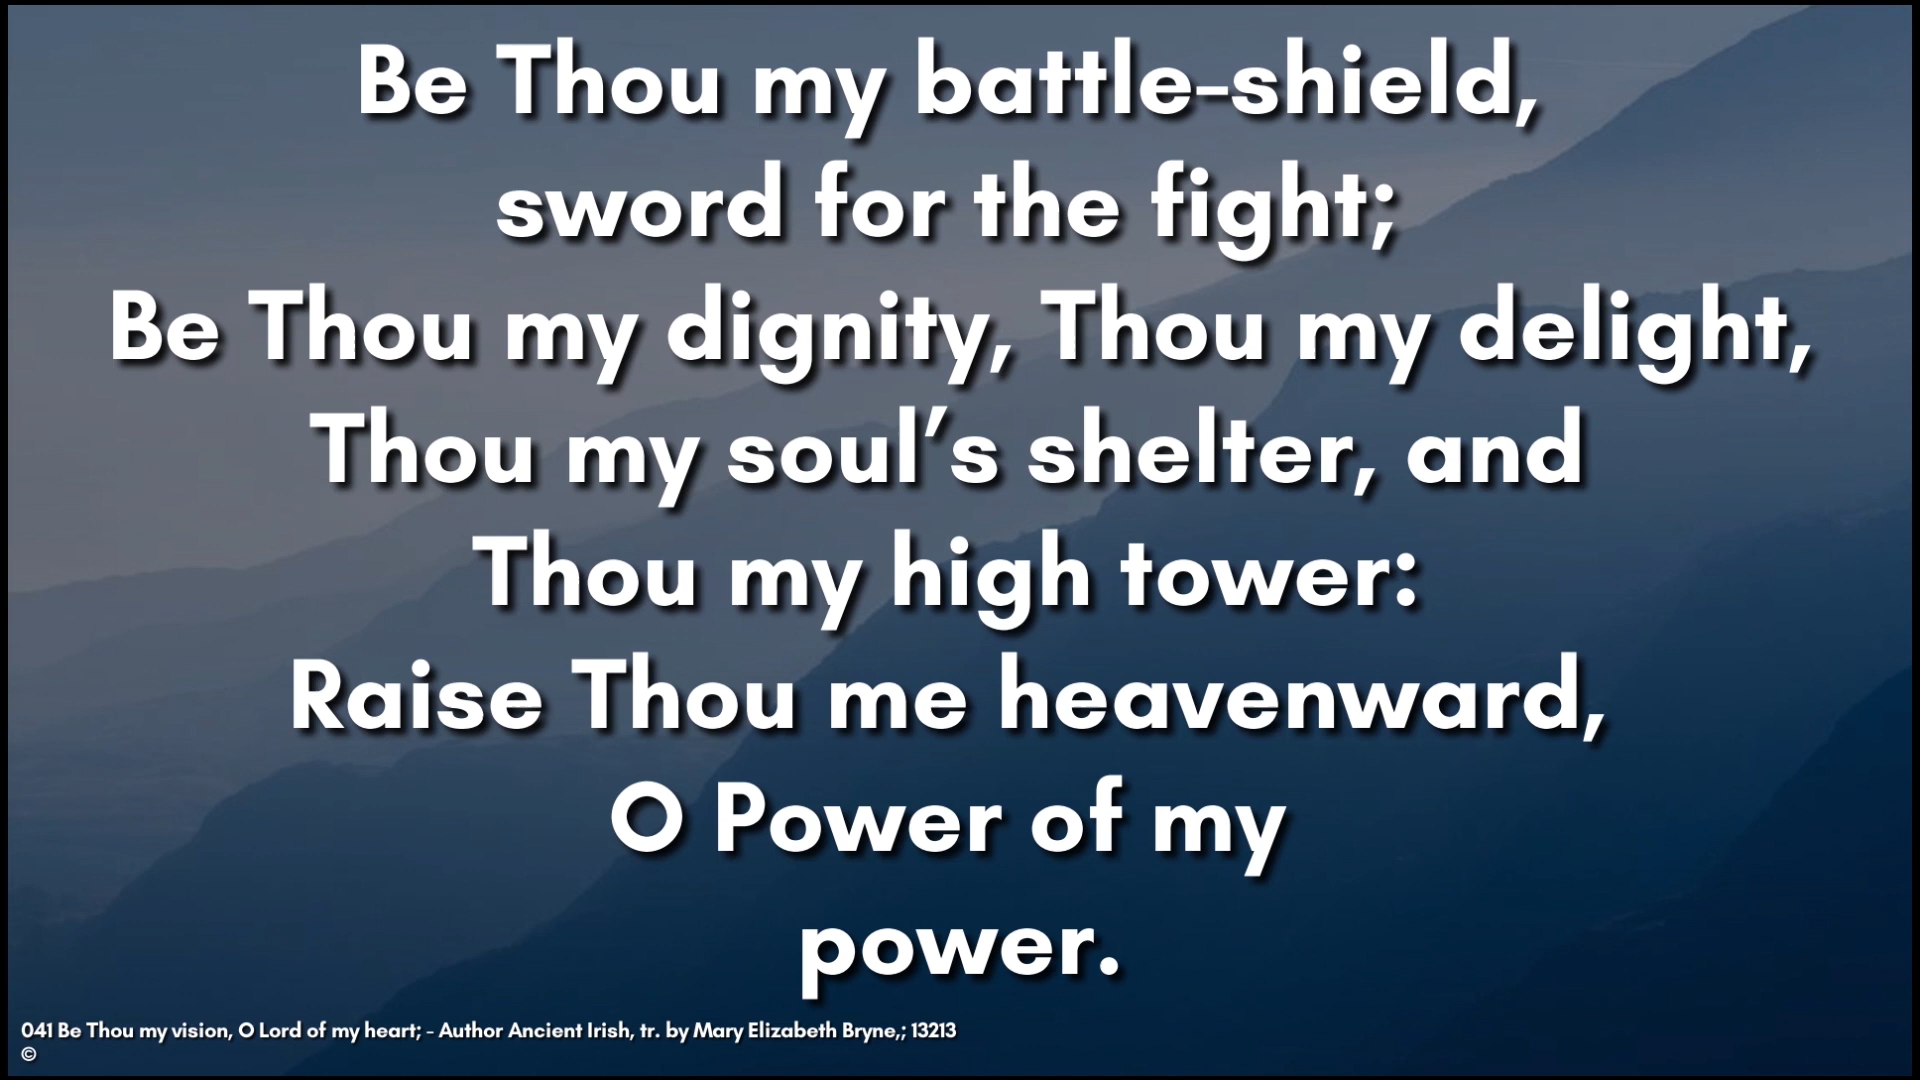 Be Thou my battle-shield,
sword for the fight;
Be Thou my dignity, Thou my delight,
Thou my soul’s shelter, and
Thou my high tower:
Raise Thou me heavenward,
O Power of my
power.
041 Be Thou my vision, O Lord of my heart; - Author Ancient Irish, tr. by Mary Elizabeth Bryne,; 13213
©